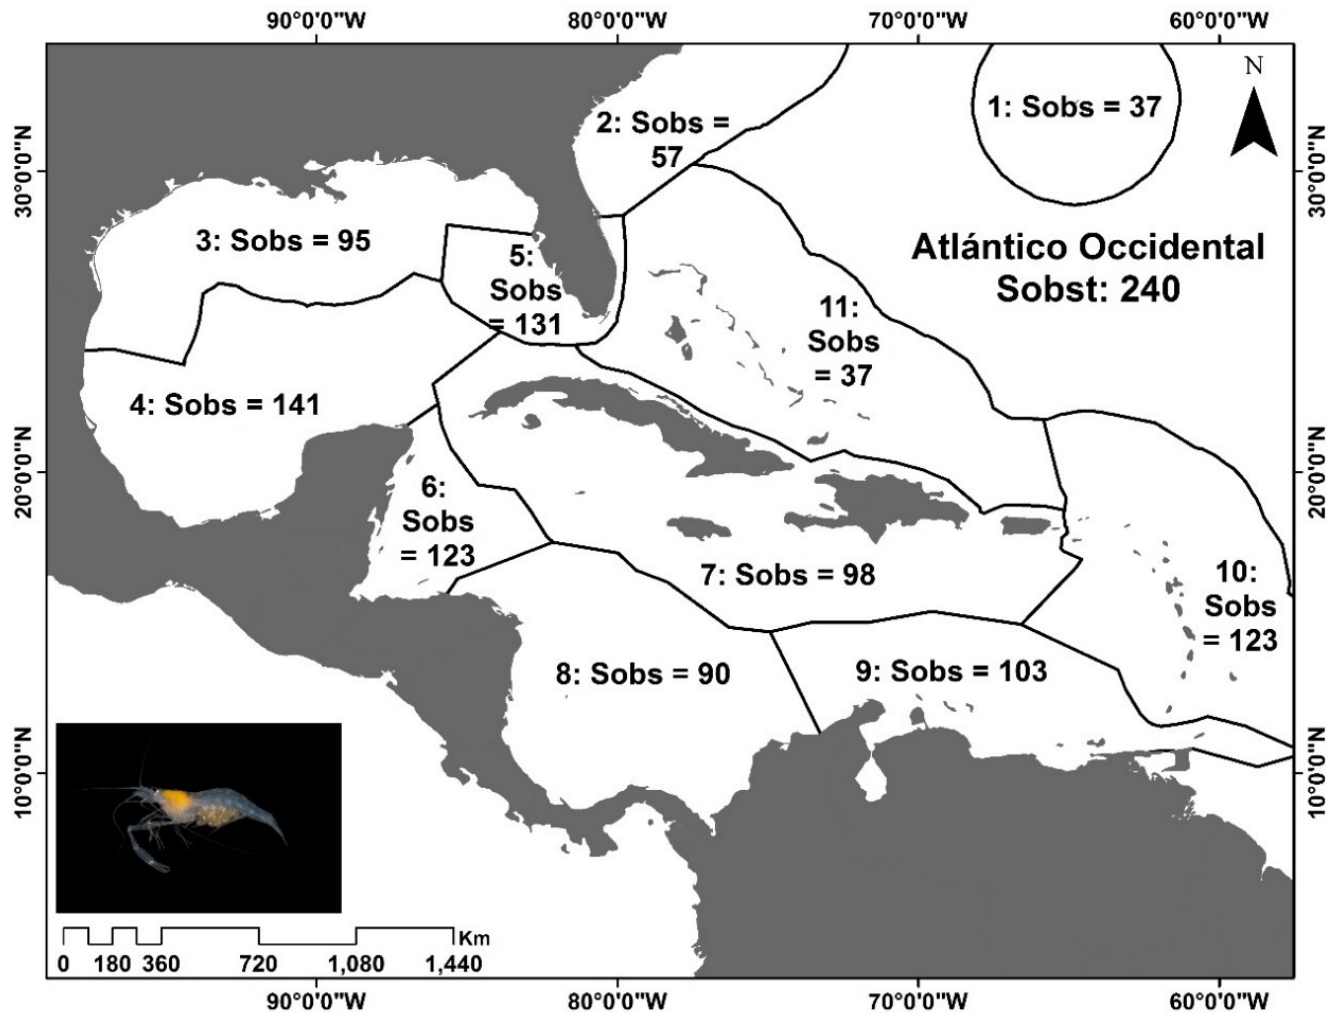 90°0'0"W 80°0'0"W 70°0'0"W 60°0'0"W
N
1: Sobs = 37
2: Sobs =
57
30°0'0"N 30°0'0"N
3: Sobs = 95
Atlántico Occidental
Sobst: 240
5:
Sobs
= 131
11:
Sobs
= 37
4: Sobs = 141
20°0'0"N 20°0'0"N
6:
Sobs
= 123
7: Sobs = 98
10:
Sobs
= 123
8: Sobs = 90
9: Sobs = 103
10°0'0"N 10°0'0"N
Km
0 180 360 720 1,080 1,440
90°0'0"W 80°0'0"W 70°0'0"W 60°0'0"W